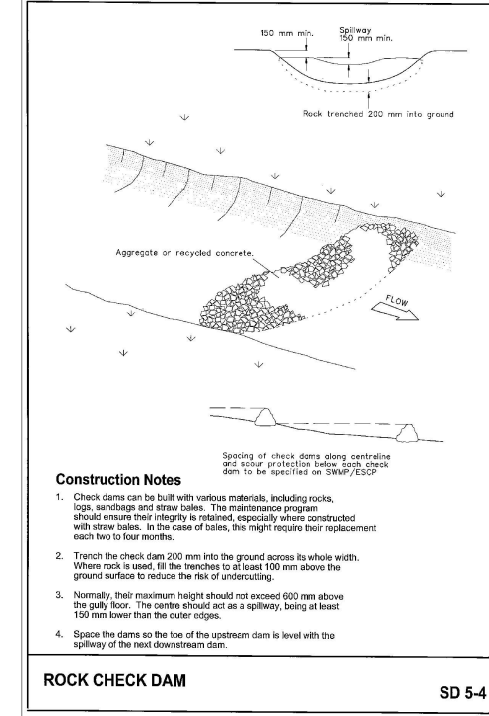 150 mm min.
Spillway
150 mm min.
Rock trenched 200 mm into ground
Aggregate or recycled concrete.
FLOW
Spacing of check dams along centreline
and scour protection below each check
dam to be specified on SWMP/ESCP
Construction Notes
1. Check dams can be built with various materials, including rocks,
logs, sandbags and straw bales. The maintenance program
should ensure their integrity is retained, especially where constructed
with straw bales. In the case of bales, this might require their replacement
each two to four months.
2. Trench the check dam 200 mm into the ground across its whole width.
Where rock is used, fill the trenches to at least 100 mm above the
ground surface to reduce the risk of undercutting.
3. Normally, their maximum height should not exceed 600 mm above
the gully floor. The centre should act as a spillway, being at least
150 mm lower than the outer edges.
4. Space the dams so the toe of the upstream dam is level with the
spillway of the next downstream dam.
ROCK CHECK DAM
SD 5-4